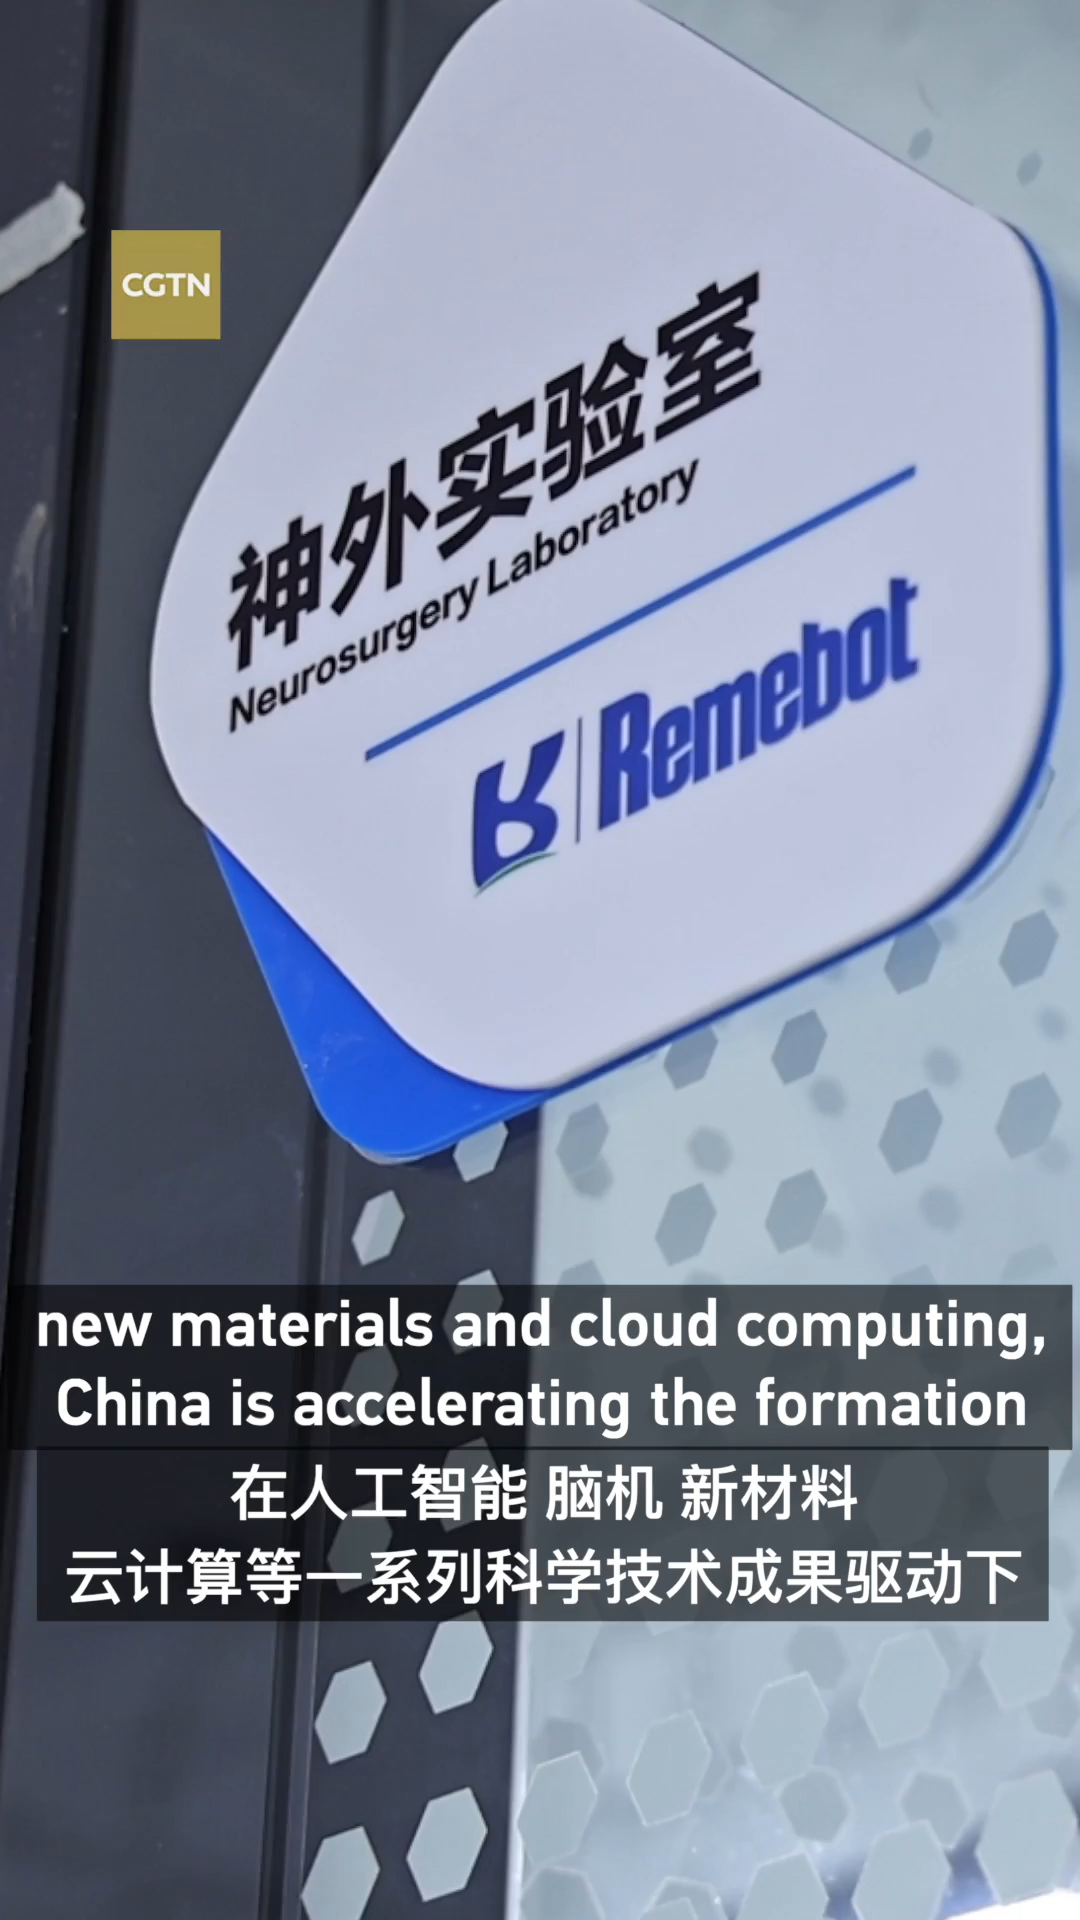 CGTN
神外实验室
Neurosurgery Laboratory
Remebot
new materials and cloud computing,
China is accelerating the formation
在人工智能 脑机 新材料
云计算等一系列科学技术成果驱动下